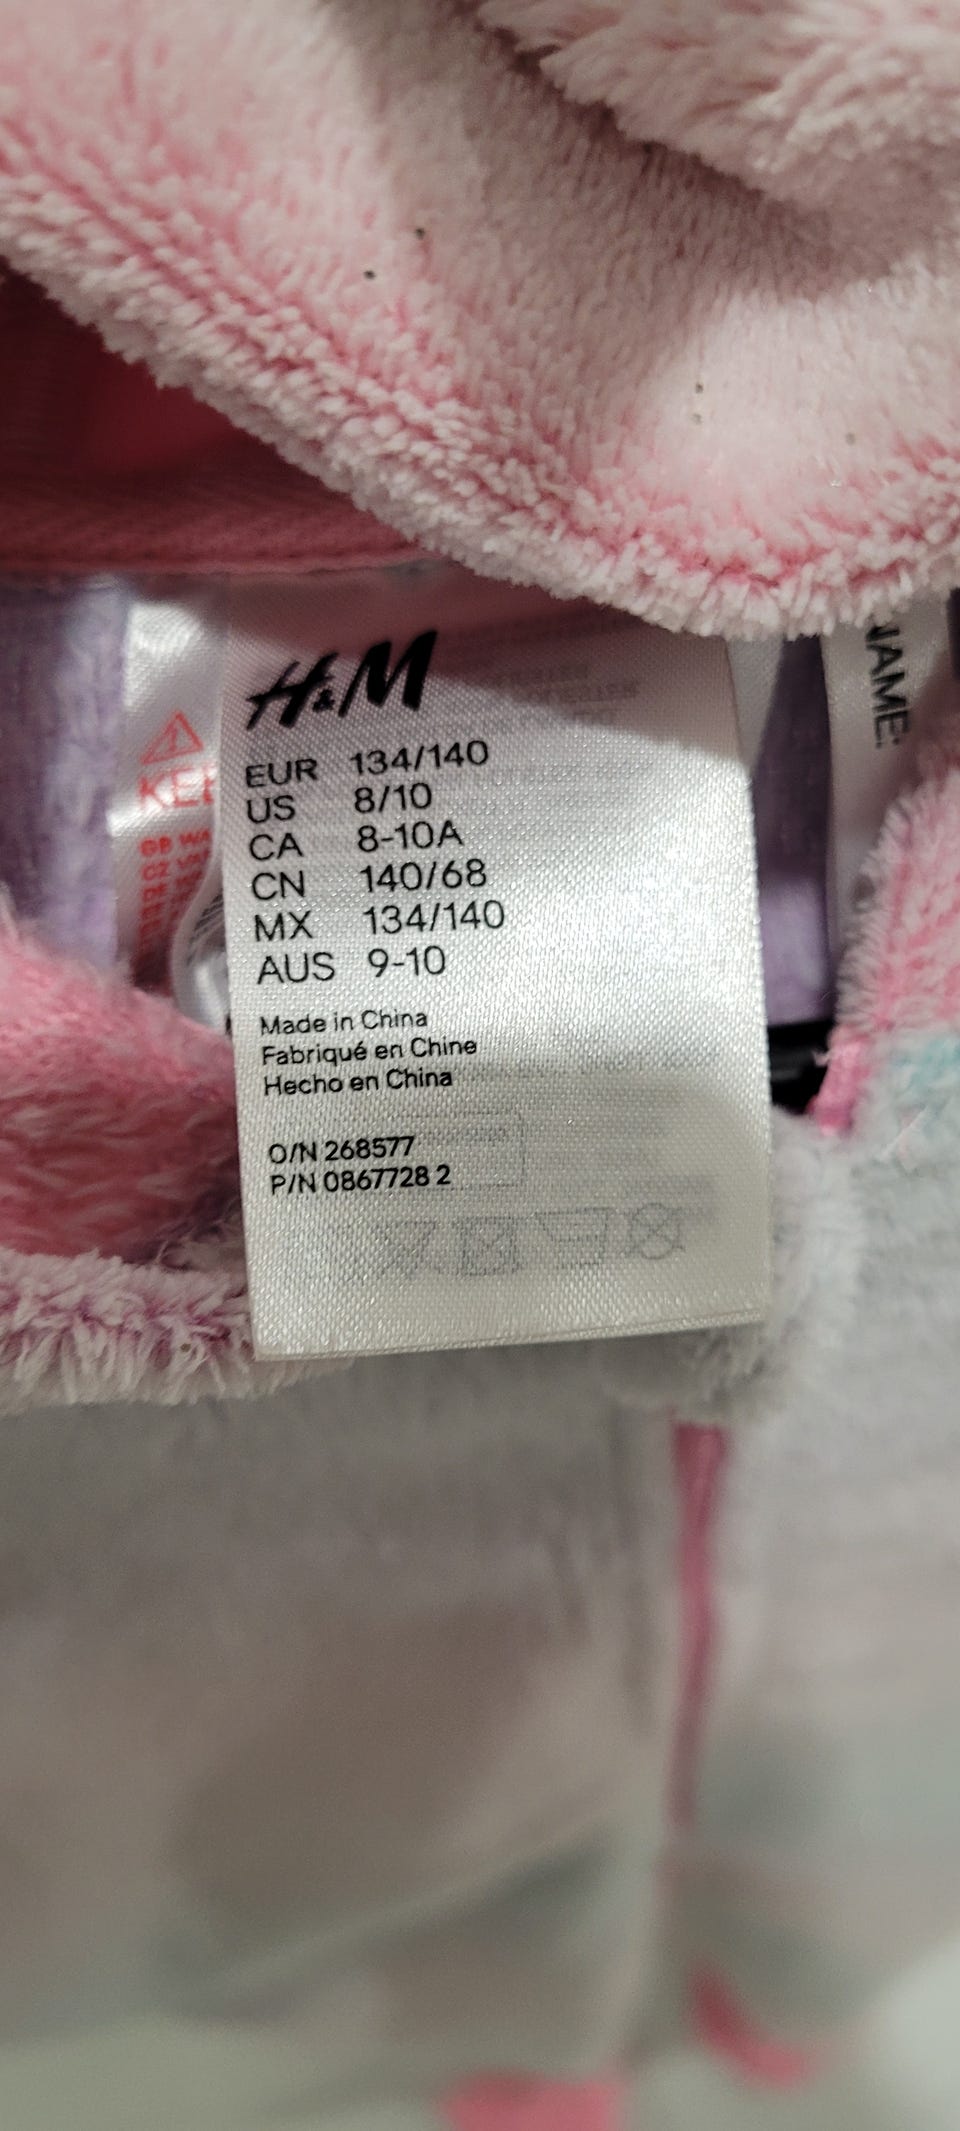 H&M
EUR 134/140
US 8/10
CA 8-10A
CN 140/68
MX 134/140
AUS 9-10
Made in China
Fabriqué en Chine
Hecho en China
O/N 268577
P/N 0867728 2
NAME: